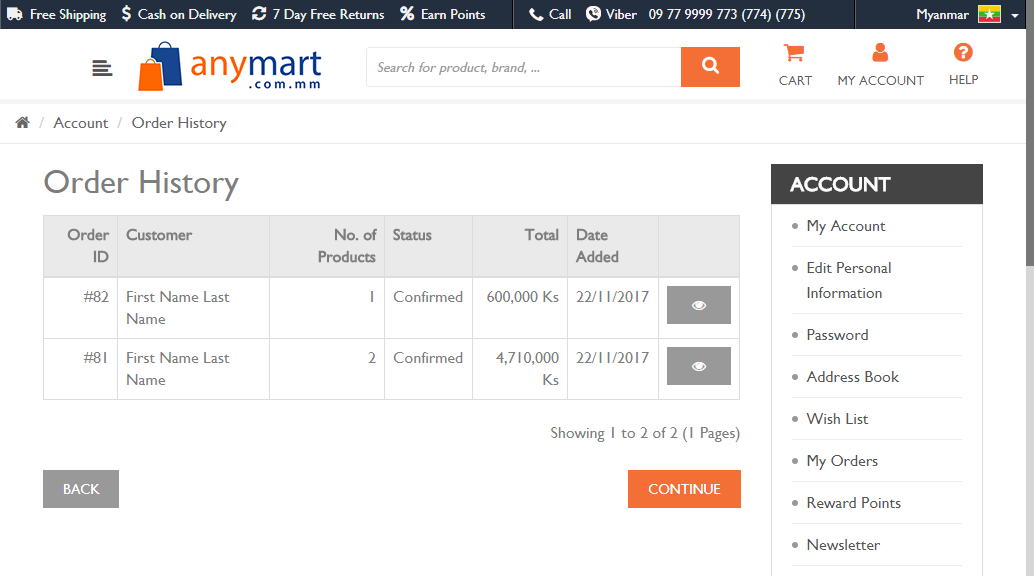 Free Shipping $ Cash on Delivery 7 Day Free Returns % Earn Points Call Viber 09 77 9999 773 (774) (775) Myanmar
anymart
.com.mm
Search for product, brand, ...
CART
MY ACCOUNT
HELP
/ Account / Order History
Order History
Order ID Customer No. of Products Status Total Date Added
#82 First Name Last Name 1 Confirmed 600,000 Ks 22/11/2017
#81 First Name Last Name 2 Confirmed 4,710,000 Ks 22/11/2017
Showing 1 to 2 of 2 (1 Pages)
BACK
CONTINUE
ACCOUNT
My Account
Edit Personal
Information
Password
Address Book
Wish List
My Orders
Reward Points
Newsletter